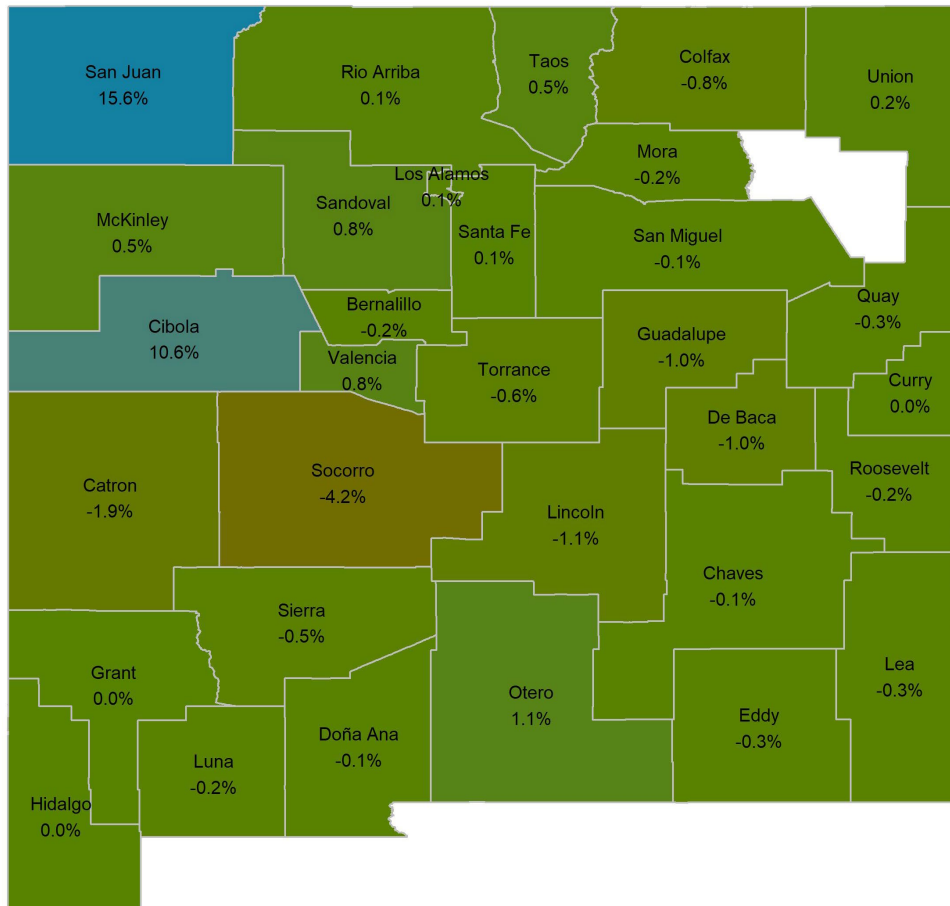 San Juan
15.6%
Rio Arriba
0.1%
Taos
0.5%
Colfax
-0.8%
Union
0.2%
Mora
-0.2%
Los Alamos
0.1%
McKinley
0.5%
Sandoval
0.8%
Santa Fe
0.1%
San Miguel
-0.1%
Quay
-0.3%
Cibola
10.6%
Bernalillo
-0.2%
Valencia
0.8%
Torrance
-0.6%
Guadalupe
-1.0%
Curry
0.0%
De Baca
-1.0%
Roosevelt
-0.2%
Catron
-1.9%
Socorro
-4.2%
Lincoln
-1.1%
Chaves
-0.1%
Sierra
-0.5%
Grant
0.0%
Otero
1.1%
Lea
-0.3%
Eddy
-0.3%
Doña Ana
-0.1%
Luna
-0.2%
Hidalgo
0.0%